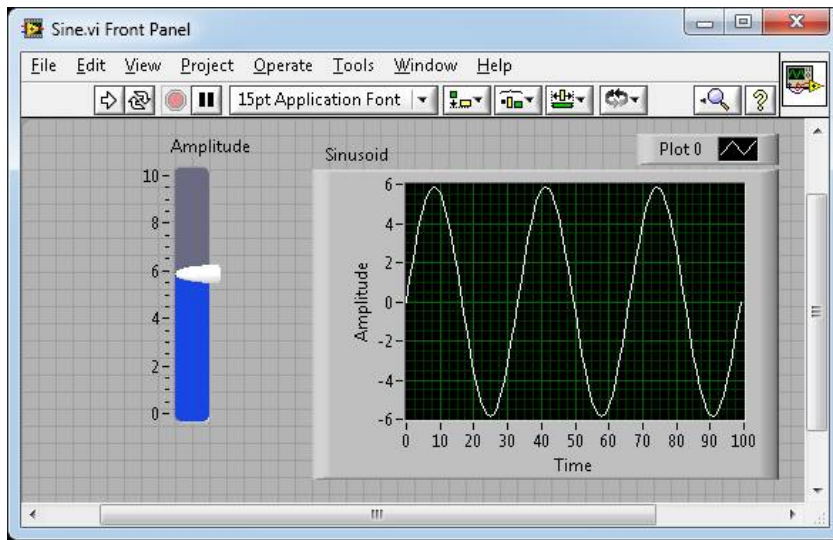 Sine.vi Front Panel
File Edit View Project Operate Tools Window Help
15pt Application Font
Amplitude
10
8
6
4
2
0
Sinusoid
Plot 0
Amplitude
6
4
2
0
-2
-4
-6
0 10 20 30 40 50 60 70 80 90 100
Time